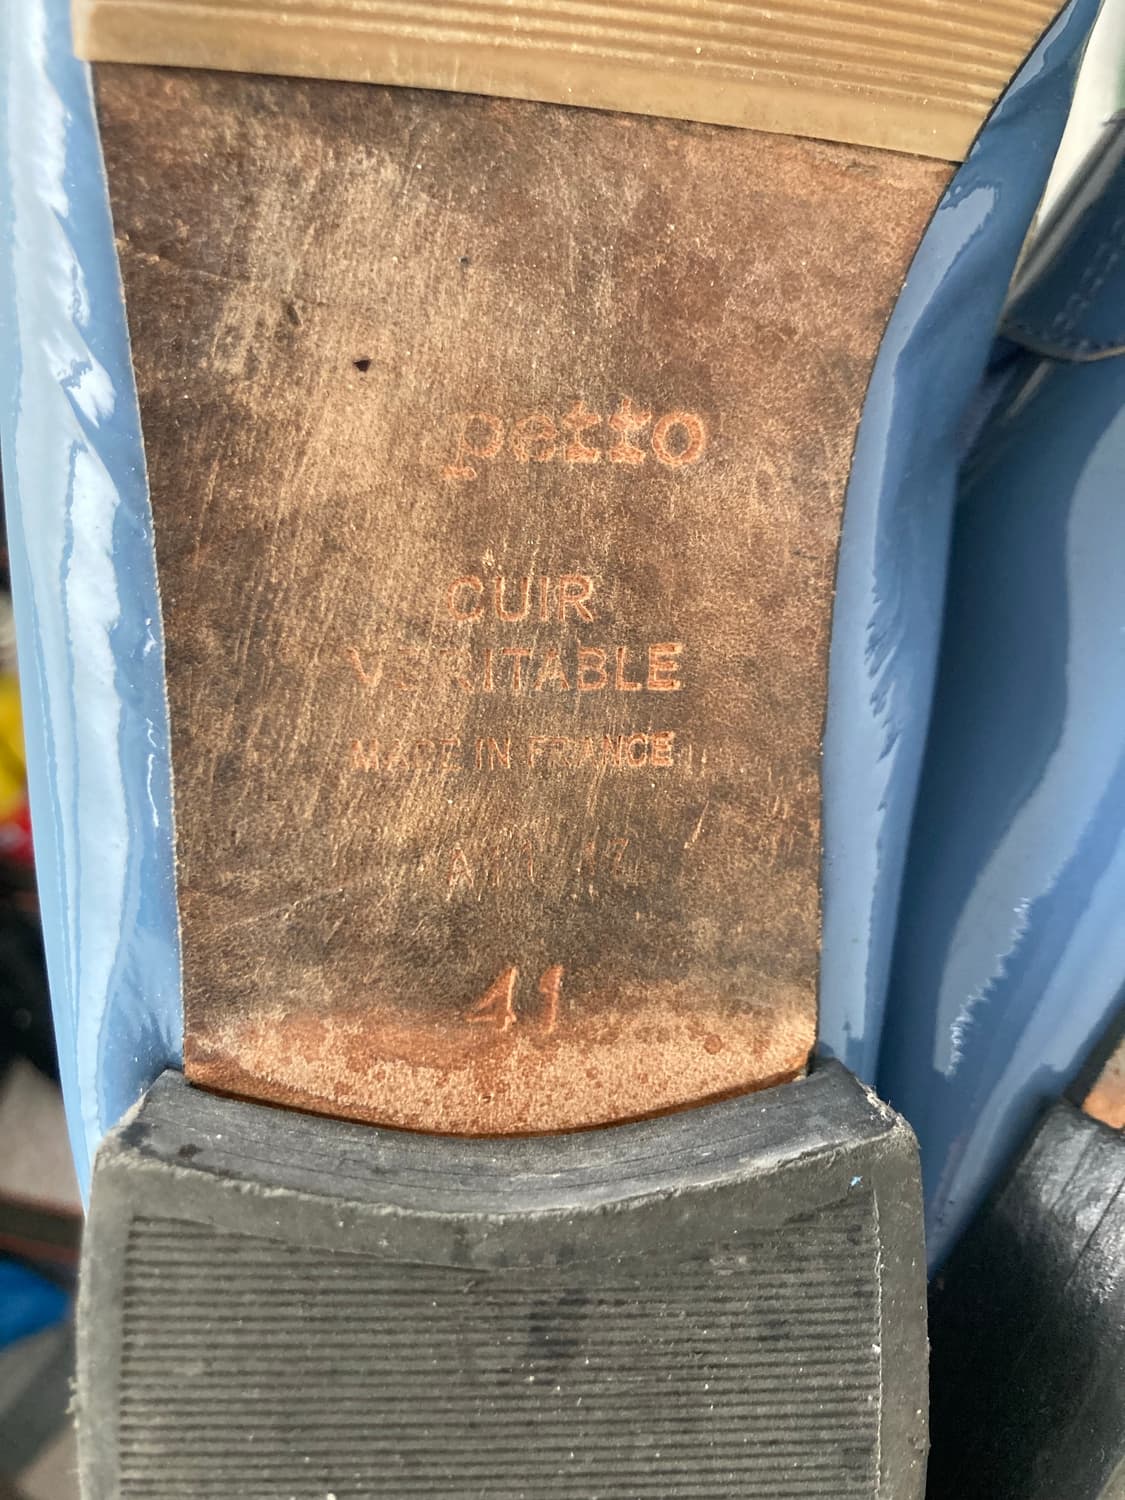 petto
CUIR
VERITABLE
MADE IN FRANCE
41